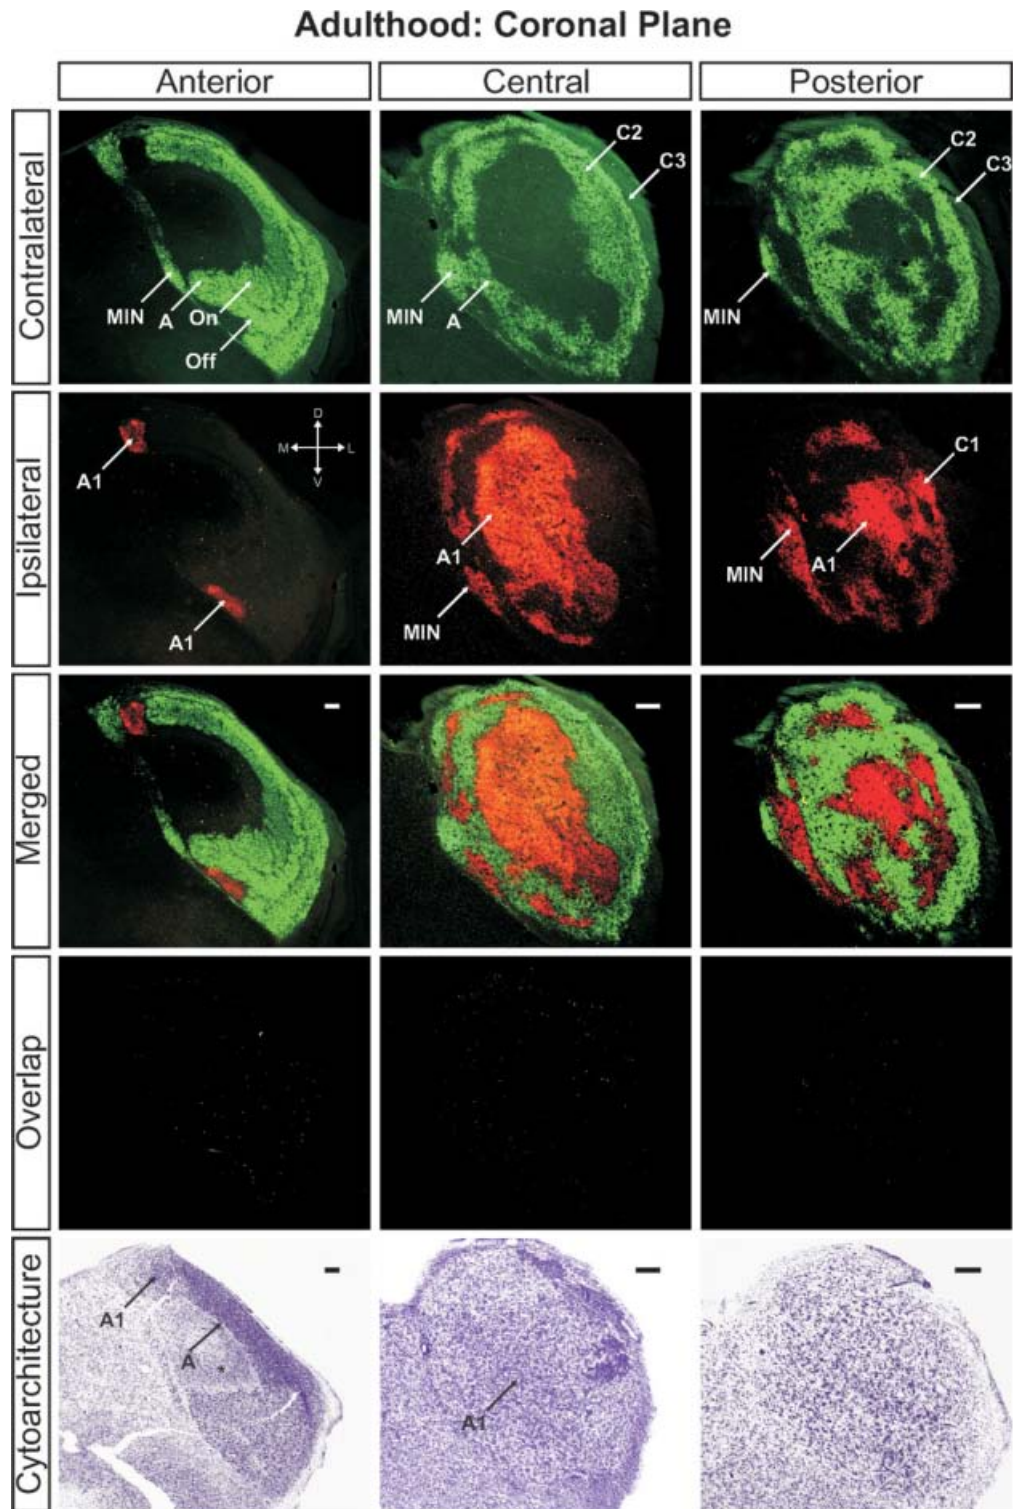 Adulthood: Coronal Plane
Anterior
Central
Posterior
Contralateral
MIN
A
On
Off
C2
C3
MIN
A
C2
C3
MIN
Ipsilateral
A1
A1
D
M
L
V
A1
MIN
C1
MIN
A1
Merged
Overlap
Cytoarchitecture
A1
A
*
A1